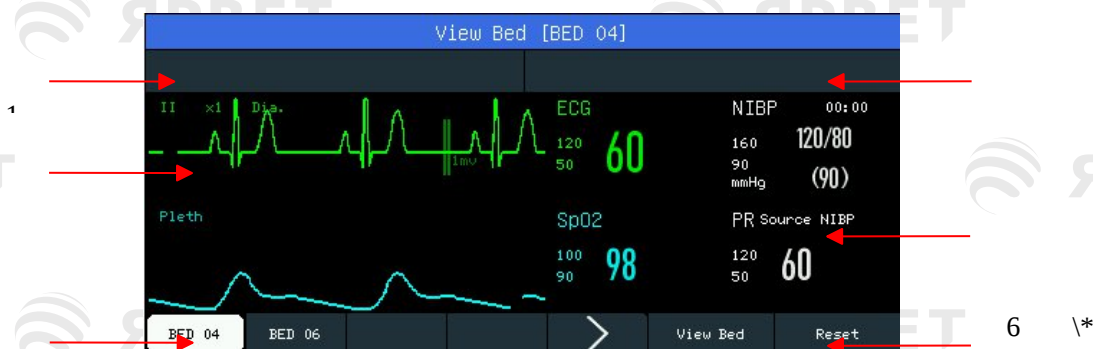 View Bed [BED 04]
II x1 Dia.
1mv
ECG
120
50
60
NIBP 00:00
160
90
mmHg
120/80
(90)
Pleth
SpO2
100
90
98
PR Source NIBP
120
50
60
BED 04 BED 06 > View Bed Reset
6 \*